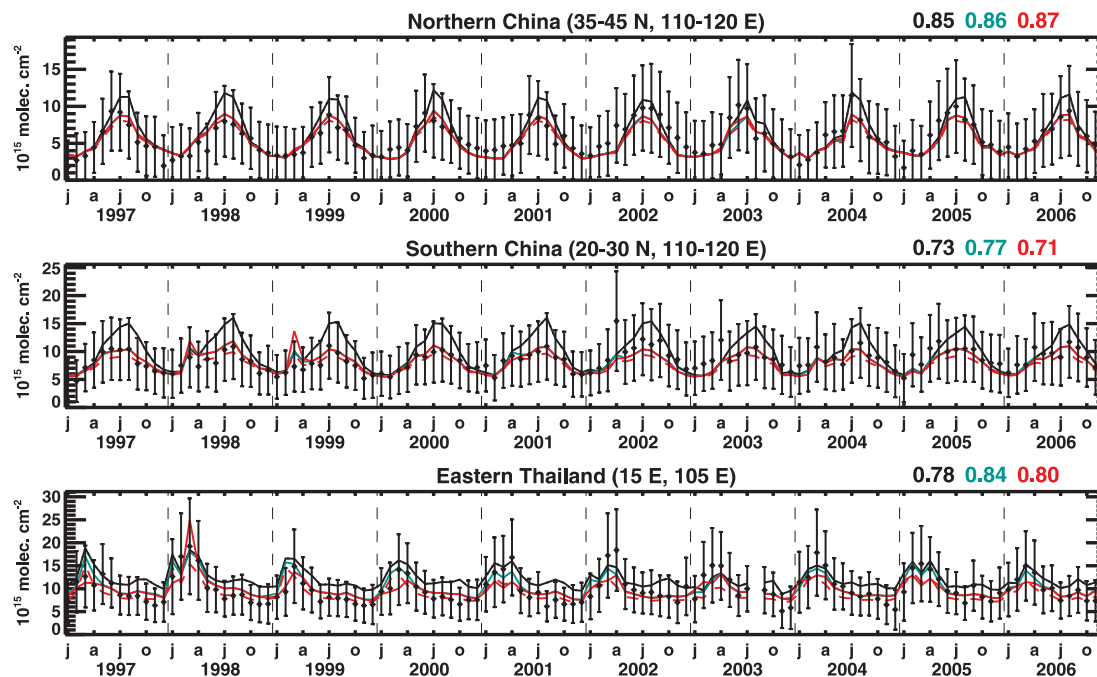 Northern China (35-45 N, 110-120 E) 0.85 0.86 0.87
10¹⁵ molec. cm⁻²
15
10
5
0
j a j o j a j o j a j o j a j o j a j o j a j o j a j o j a j o j a j o j a j o
1997 1998 1999 2000 2001 2002 2003 2004 2005 2006
Southern China (20-30 N, 110-120 E) 0.73 0.77 0.71
10¹⁵ molec. cm⁻²
25
20
15
10
5
0
j a j o j a j o j a j o j a j o j a j o j a j o j a j o j a j o j a j o j a j o
1997 1998 1999 2000 2001 2002 2003 2004 2005 2006
Eastern Thailand (15 E, 105 E) 0.78 0.84 0.80
10¹⁵ molec. cm⁻²
30
25
20
15
10
5
0
j a j o j a j o j a j o j a j o j a j o j a j o j a j o j a j o j a j o j a j o
1997 1998 1999 2000 2001 2002 2003 2004 2005 2006